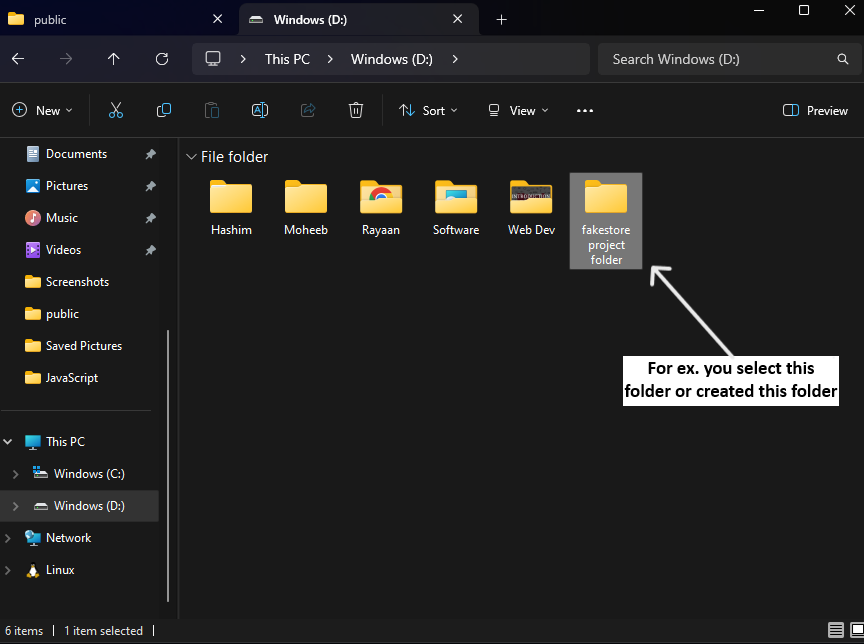 public
Windows (D:)
This PC
Windows (D:)
Search Windows (D:)
New
Sort
View
Preview
Documents
Pictures
Music
Videos
Screenshots
public
Saved Pictures
JavaScript
This PC
Windows (C:)
Windows (D:)
Network
Linux
File folder
Hashim
Moheeb
Rayaan
Software
INTRODUCTION
Web Dev
fakestore
project
folder
For ex. you select this
folder or created this folder
6 items
1 item selected